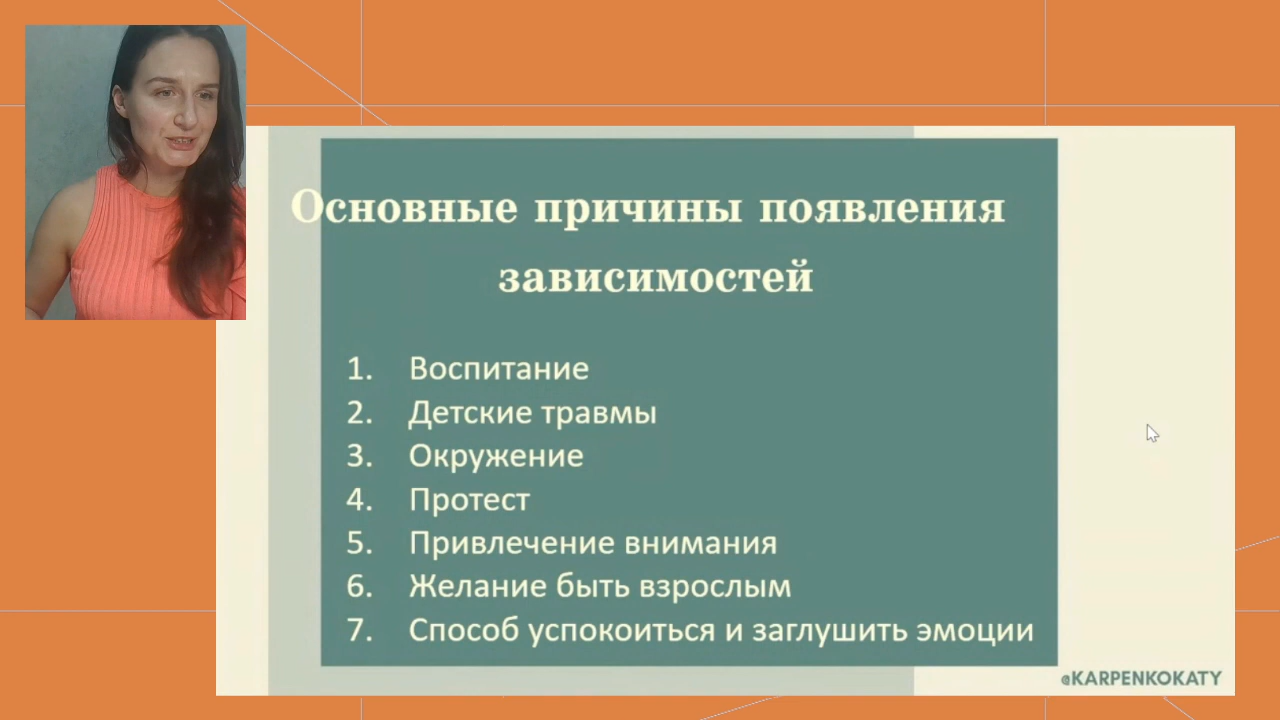 Основные причины появления
зависимостей
1. Воспитание
2. Детские травмы
3. Окружение
4. Протест
5. Привлечение внимания
6. Желание быть взрослым
7. Способ успокоиться и заглушить эмоции
@KARPENKOKATY